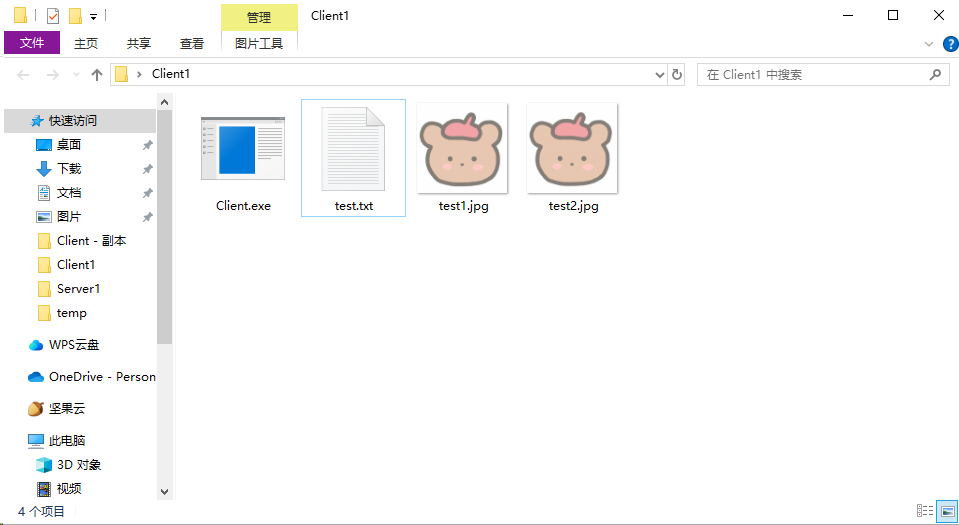 管理
Client1
文件
主页
共享
查看
图片工具
Client1
在 Client1 中搜索
快速访问
桌面
下载
文档
图片
Client - 副本
Client1
Server1
temp
WPS云盘
OneDrive - Person
坚果云
此电脑
3D 对象
视频
Client.exe
test.txt
test1.jpg
test2.jpg
4 个项目